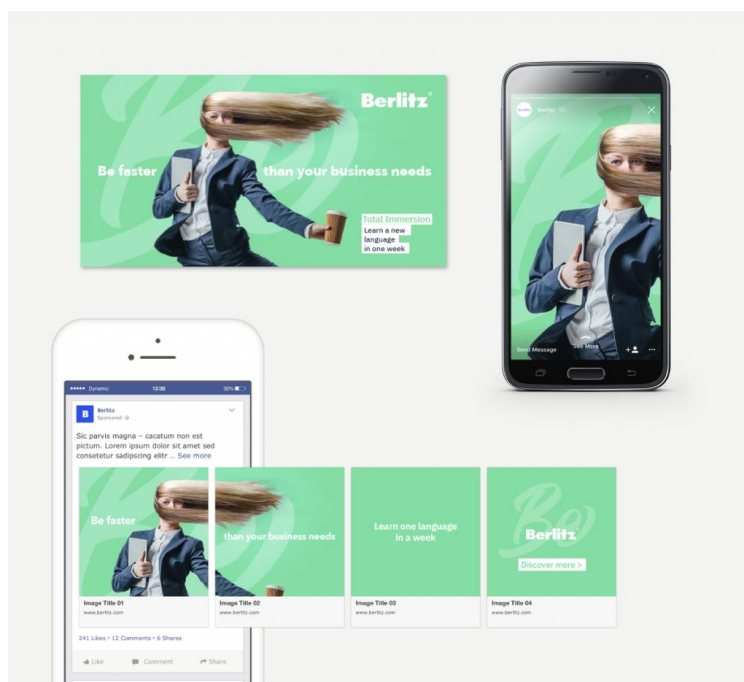 Berlitz®
Be faster than your business needs
Total Immersion
Learn a new
language
in one week
Berlitz
Berlitz 2h
Send Message
See More
Dynamic 12:30 30%
B
Berlitz
Sponsored
Sic parvis magna – cacatum non est
pictum. Lorem ipsum dolor sit amet sed
consetetur sadipscing elitr ... See more
Be faster
than your business needs
Learn one language
in a week
Be
Berlitz
Discover more >
Image Title 01
www.berlitz.com
Image Title 02
www.berlitz.com
Image Title 03
www.berlitz.com
Image Title 04
www.berlitz.com
241 Likes • 12 Comments • 6 Shares
Like Comment Share